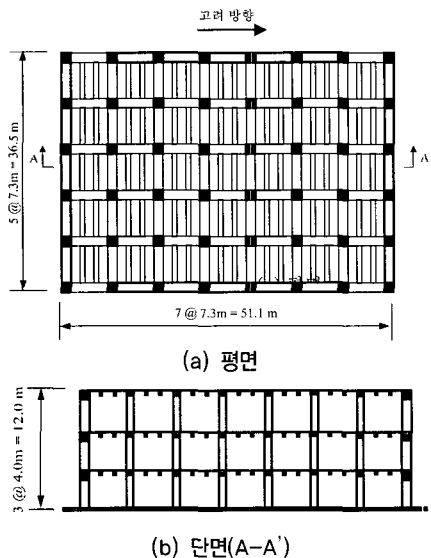 고려 방향
5 @ 7.3m = 36.5 m
A
A
7 @ 7.3m = 51.1 m
(a) 평면
3 @ 4.0m = 12.0 m
(b) 단면(A-A')